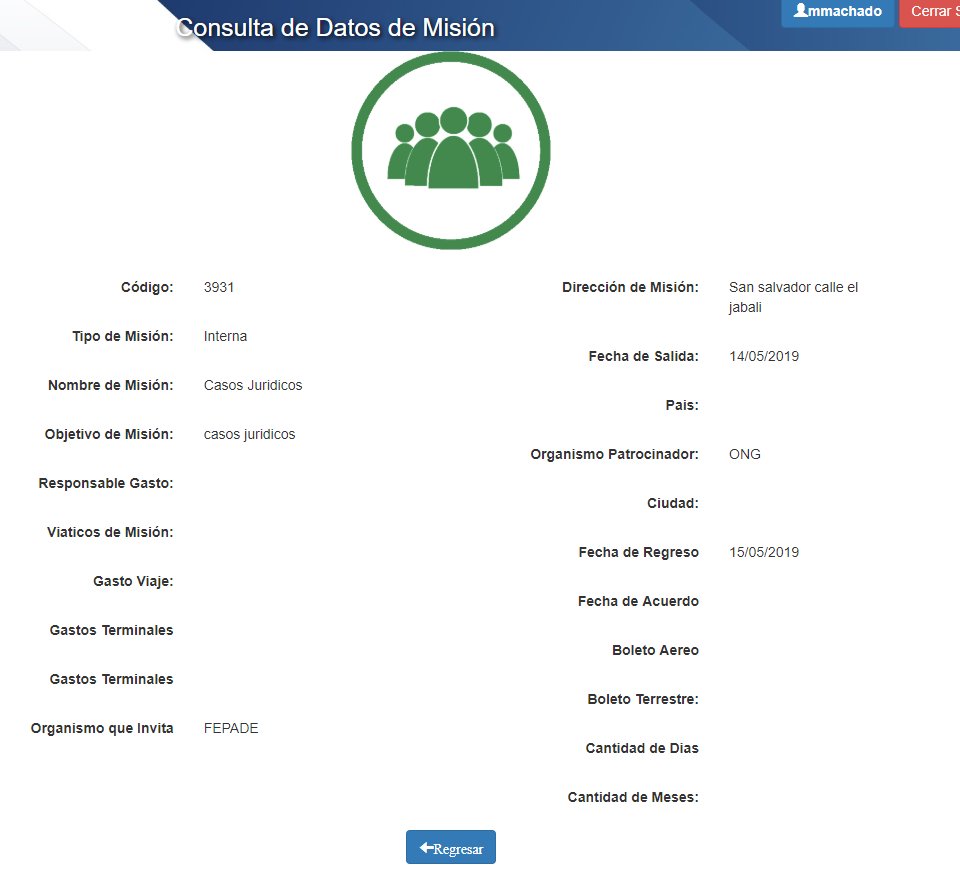 Consulta de Datos de Misión
mmachado
Cerrar S
Código: 3931
Tipo de Misión: Interna
Nombre de Misión: Casos Juridicos
Objetivo de Misión: casos juridicos
Responsable Gasto:
Viaticos de Misión:
Gasto Viaje:
Gastos Terminales
Gastos Terminales
Organismo que Invita FEPADE
Dirección de Misión: San salvador calle el
jabali
Fecha de Salida: 14/05/2019
Pais:
Organismo Patrocinador: ONG
Ciudad:
Fecha de Regreso 15/05/2019
Fecha de Acuerdo
Boleto Aereo
Boleto Terrestre:
Cantidad de Dias
Cantidad de Meses:
Regresar